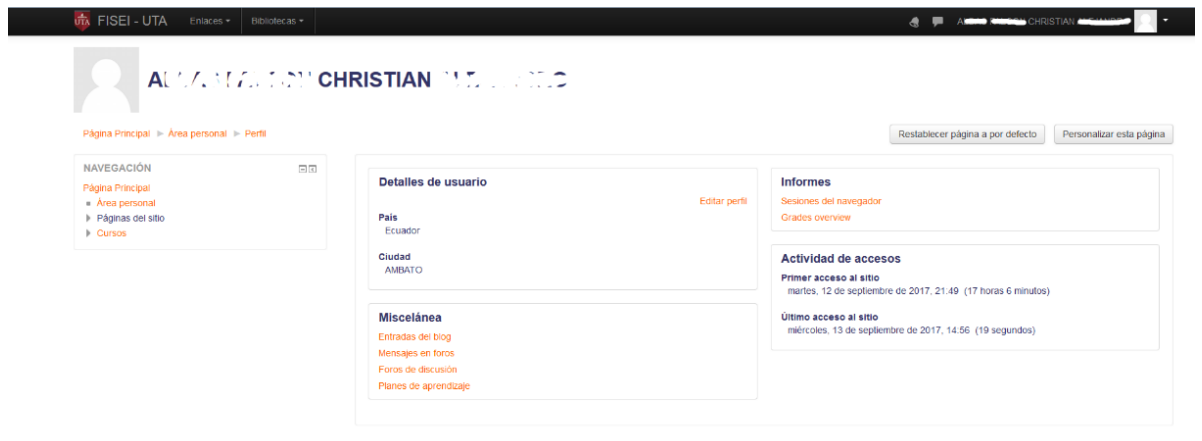 UTA
FISEI - UTA
Enlaces
Bibliotecas
CHRISTIAN
CHRISTIAN
Página Principal
Área personal
Perfil
Restablecer página a por defecto
Personalizar esta página
NAVEGACIÓN
Página Principal
Área personal
Páginas del sitio
Cursos
Detalles de usuario
Editar perfil
País
Ecuador
Ciudad
AMBATO
Miscelánea
Entradas del blog
Mensajes en foros
Foros de discusión
Planes de aprendizaje
Informes
Sesiones del navegador
Grades overview
Actividad de accesos
Primer acceso al sitio
martes, 12 de septiembre de 2017, 21:49 (17 horas 6 minutos)
Último acceso al sitio
miércoles, 13 de septiembre de 2017, 14:56 (19 segundos)